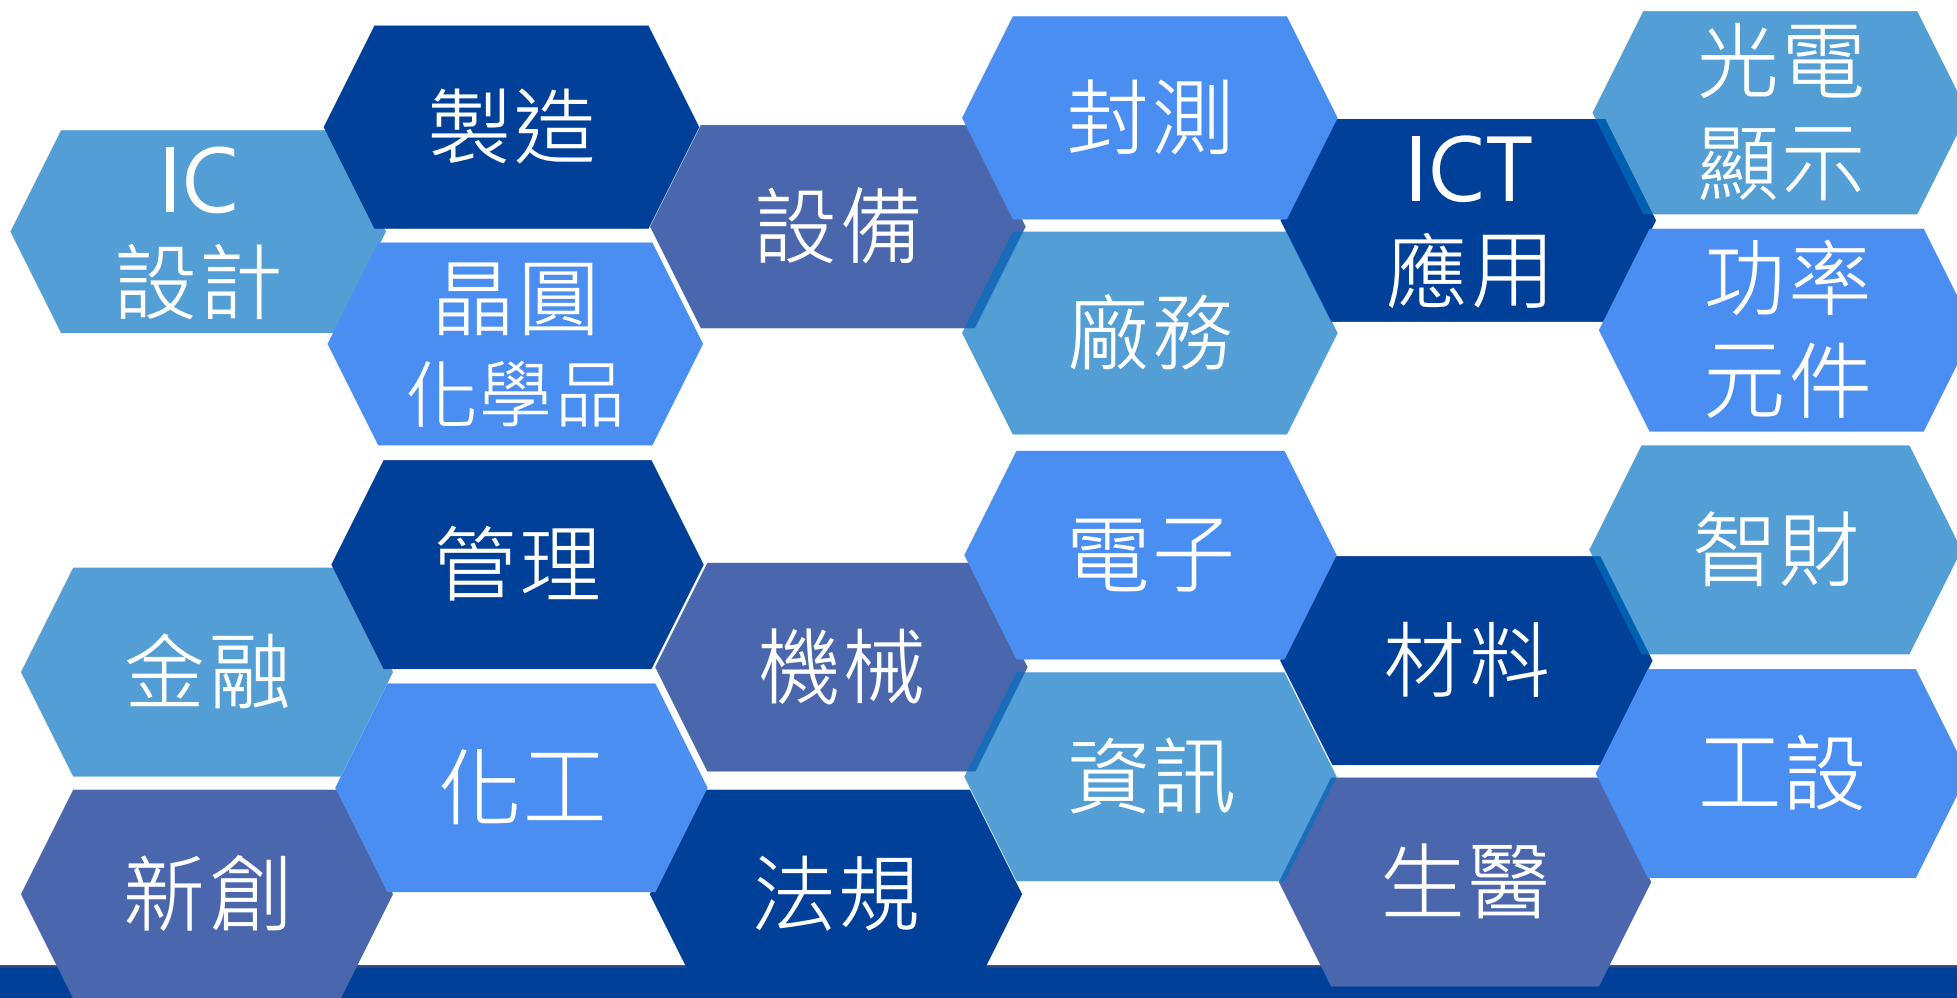 IC
設計
製造
晶圓
化學品
設備
封測
廠務
ICT
應用
光電
顯示
功率
元件
金融
新創
管理
化工
機械
法規
電子
資訊
材料
生醫
智財
工設